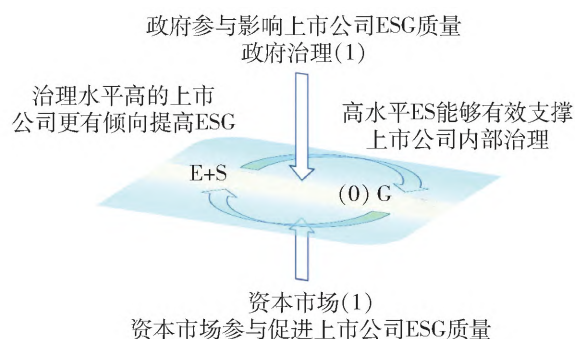 政府参与影响上市公司ESG质量
政府治理(1)
治理水平高的上市
公司更有倾向提高ESG
高水平ES能够有效支撑
上市公司内部治理
E+S
(0) G
资本市场(1)
资本市场参与促进上市公司ESG质量